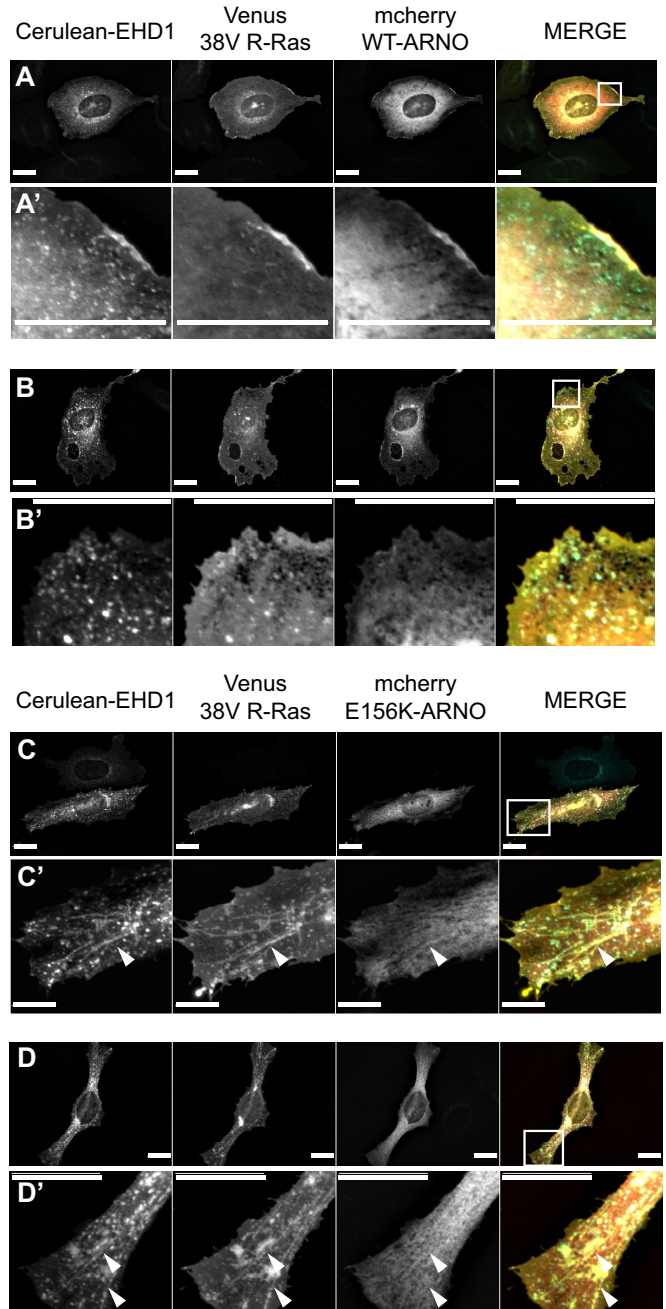 Cerulean-EHD1
Venus
38V R-Ras
mcherry
WT-ARNO
MERGE
A
A'
B
B'
Cerulean-EHD1
Venus
38V R-Ras
mcherry
E156K-ARNO
MERGE
C
C'
D
D'